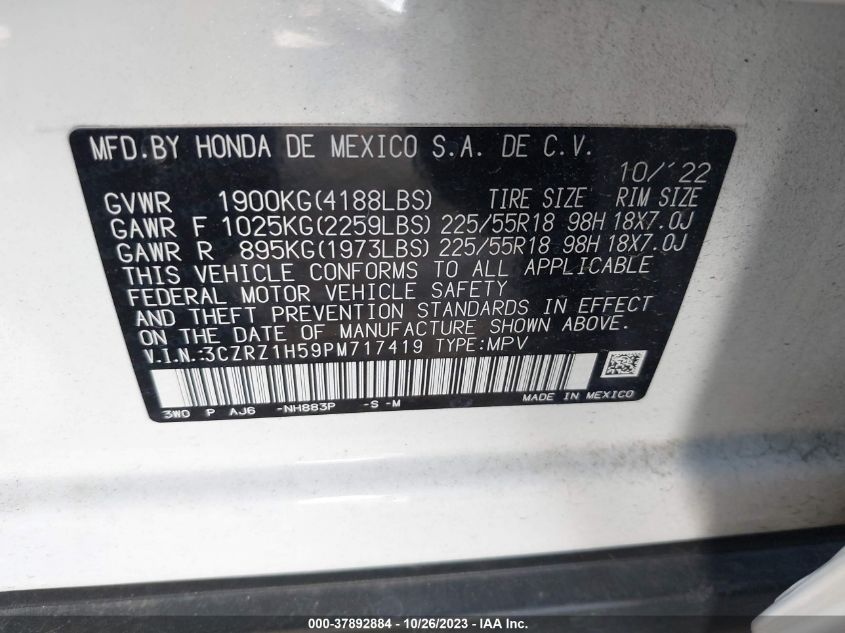 MFD.BY HONDA DE MEXICO S.A. DE C.V.
10/'22
GVWR 1900KG(4188LBS) TIRE SIZE RIM SIZE
GAWR F 1025KG(2259LBS) 225/55R18 98H 18X7.0J
GAWR R 895KG(1973LBS) 225/55R18 98H 18X7.0J
THIS VEHICLE CONFORMS TO ALL APPLICABLE
FEDERAL MOTOR VEHICLE SAFETY
AND THEFT PREVENTION STANDARDS IN EFFECT
ON THE DATE OF MANUFACTURE SHOWN ABOVE.
V.I.N.:3CZRZ1H59PM717419 TYPE:MPV
3WO P AJ6 -NH883P -S -M MADE IN MEXICO
000-37892884 - 10/26/2023 - IAA Inc.